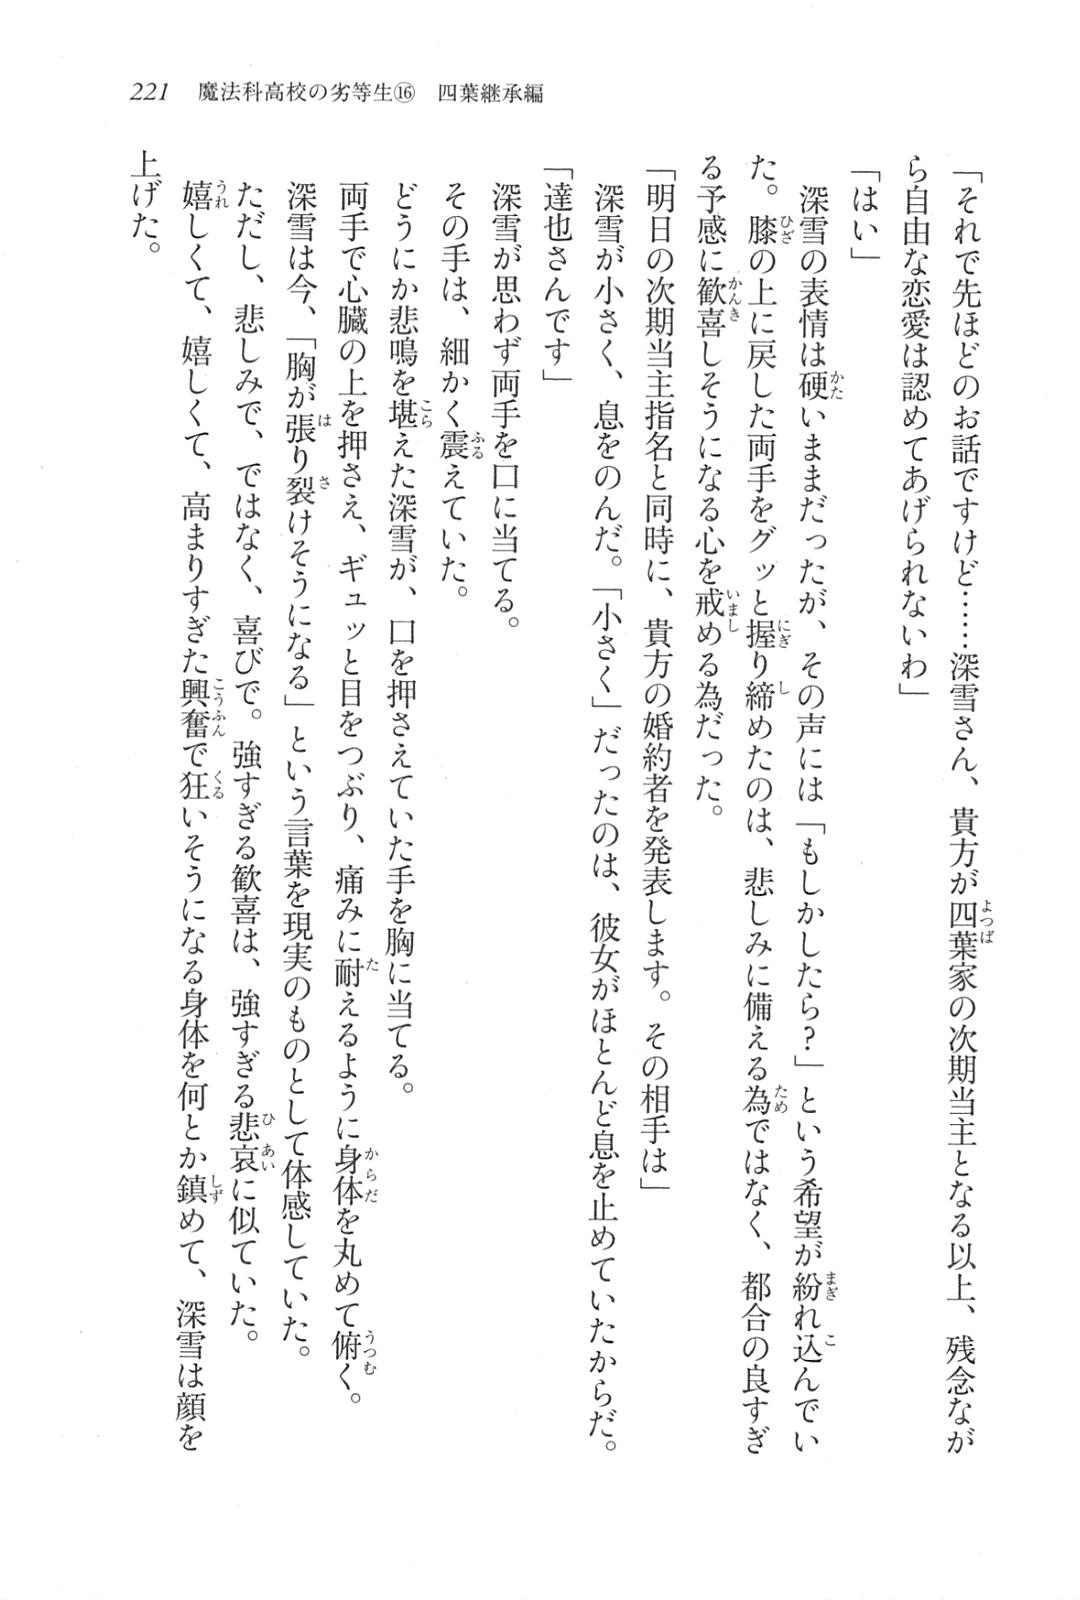 221　魔法科高校の劣等生⑯　四葉継承編
「それで先ほどのお話ですけど……深雪さん、貴方が四葉家の次期当主となる以上、残念なが
ら自由な恋愛は認めてあげられないわ」
「はい」
　深雪の表情は硬いままだったが、その声には「もしかしたら？」という希望が紛れ込んでい
た。膝の上に戻した両手をグッと握り締めたのは、悲しみに備える為ではなく、都合の良すぎ
る予感に歓喜しそうになる心を戒める為だった。
「明日の次期当主指名と同時に、貴方の婚約者を発表します。その相手は」
　深雪が小さく、息をのんだ。「小さく」だったのは、彼女がほとんど息を止めていたからだ。
「達也さんです」
　深雪が思わず両手を口に当てる。
　その手は、細かく震えていた。
　どうにか悲鳴を堪えた深雪が、口を押さえていた手を胸に当てる。
　両手で心臓の上を押さえ、ギュッと目をつぶり、痛みに耐えるように身体を丸めて俯く。
　深雪は今、「胸が張り裂けそうになる」という言葉を現実のものとして体感していた。
　ただし、悲しみで、ではなく、喜びで。強すぎる歓喜は、強すぎる悲哀に似ていた。
　嬉しくて、嬉しくて、高まりすぎた興奮で狂いそうになる身体を何とか鎮めて、深雪は顔を
上げた。